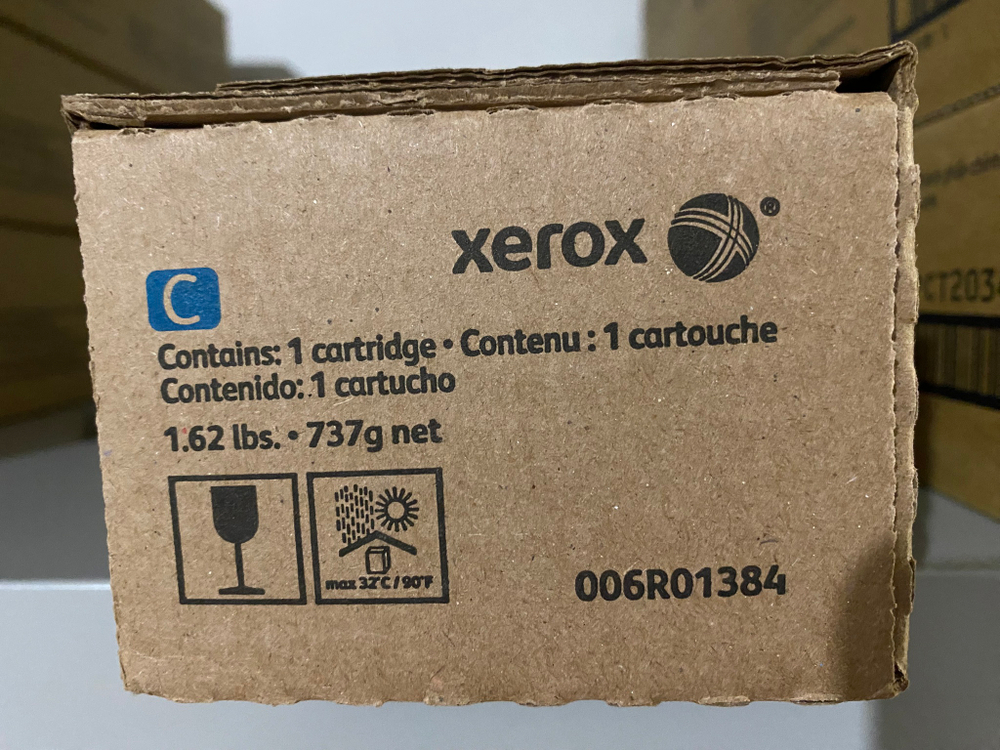 xerox ®
C
Contains: 1 cartridge • Contenu : 1 cartouche
Contenido: 1 cartucho
1.62 lbs. • 737g net
max 32°C / 90°F
006R01384
CT203